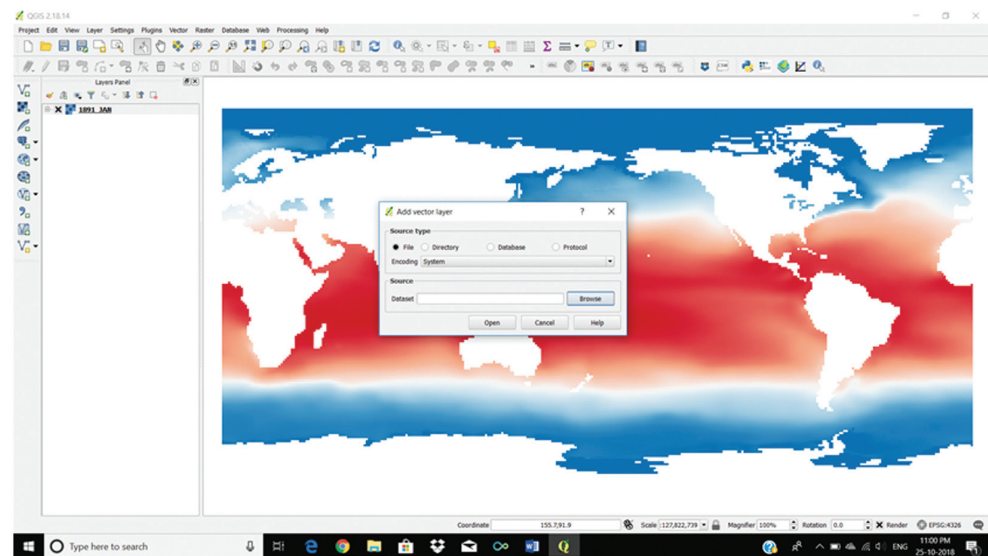 QGIS 2.18.14
Project Edit View Layer Settings Plugins Vector Raster Database Web Processing Help
Layers Panel
1891_JAN
Add vector layer
Source type
File Directory Database Protocol
Encoding System
Source
Dataset Browse
Open Cancel Help
Coordinate 155.7,91.9 Scale 127,822,739 Magnifier 100% Rotation 0.0 Render EPSG:4326
Type here to search
ENG 11:00 PM
25-10-2018